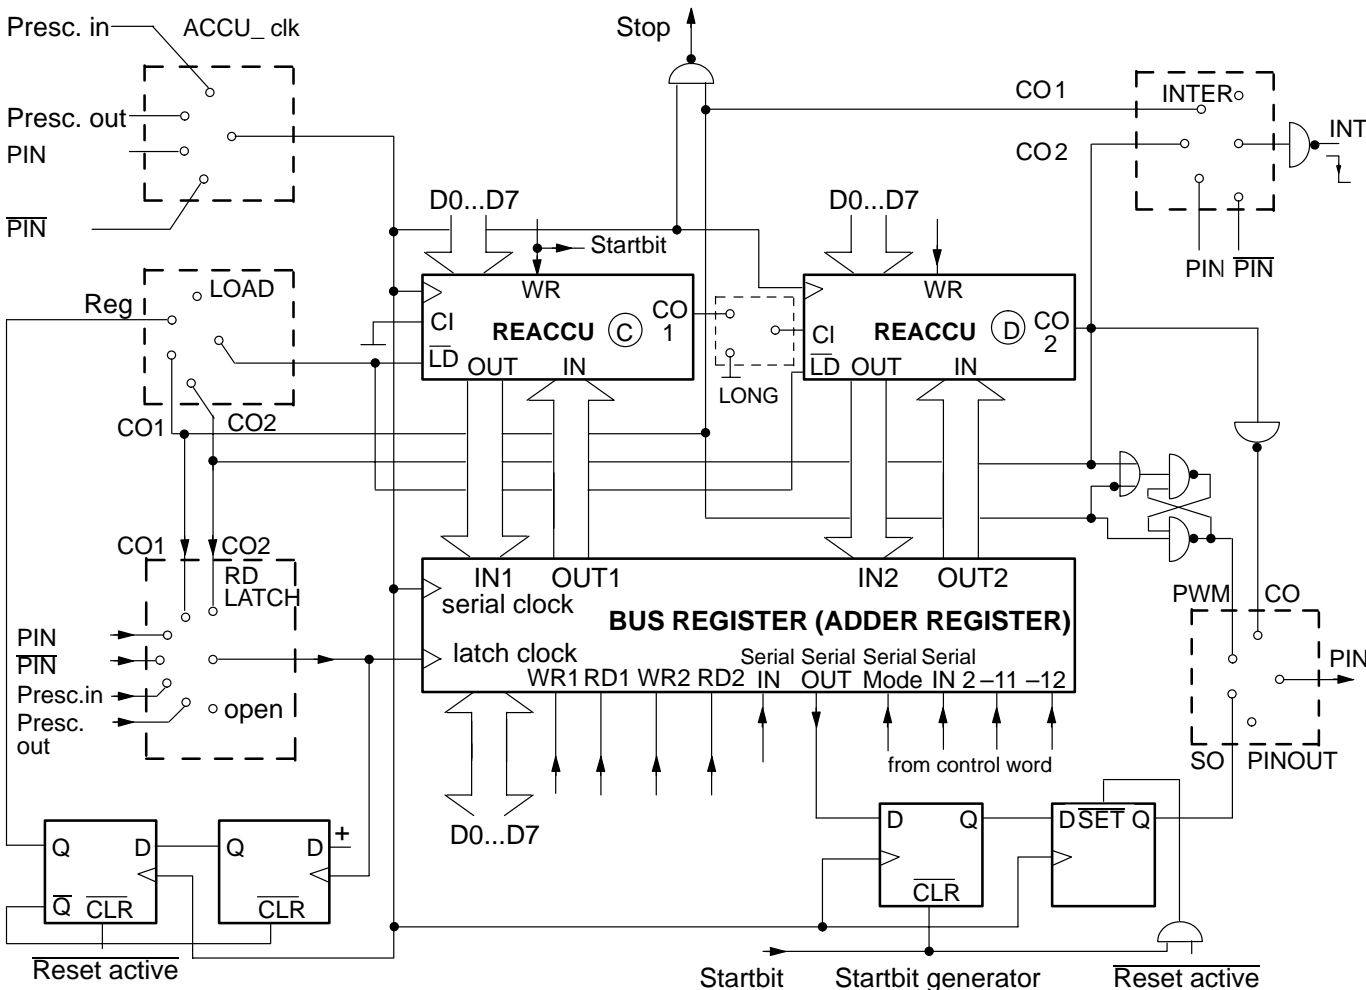 Presc. in
ACCU_ clk
Stop
Presc. out
PIN
PIN
CO1
CO2
INTER
INT
PIN
PIN
D0...D7
Startbit
D0...D7
WR
CI
REACCU
C
CO
1
LD
OUT
IN
WR
CI
REACCU
D
CO
2
LD
OUT
IN
LONG
Reg
LOAD
CO1
CO2
CO1
CO2
RD
LATCH
PIN
PIN
Presc.in
Presc.
out
open
IN1
OUT1
IN2
OUT2
serial clock
BUS REGISTER (ADDER REGISTER)
latch clock
WR1
RD1
WR2
RD2
Serial
IN
Serial
OUT
Serial
Mode
Serial
IN 2
–11
–12
from control word
PWM
CO
PIN
SO
PINOUT
D0...D7
Q
D
Q
CLR
Q
D
+
CLR
Reset active
D
Q
CLR
D
SET
Q
Startbit
Startbit generator
Reset active